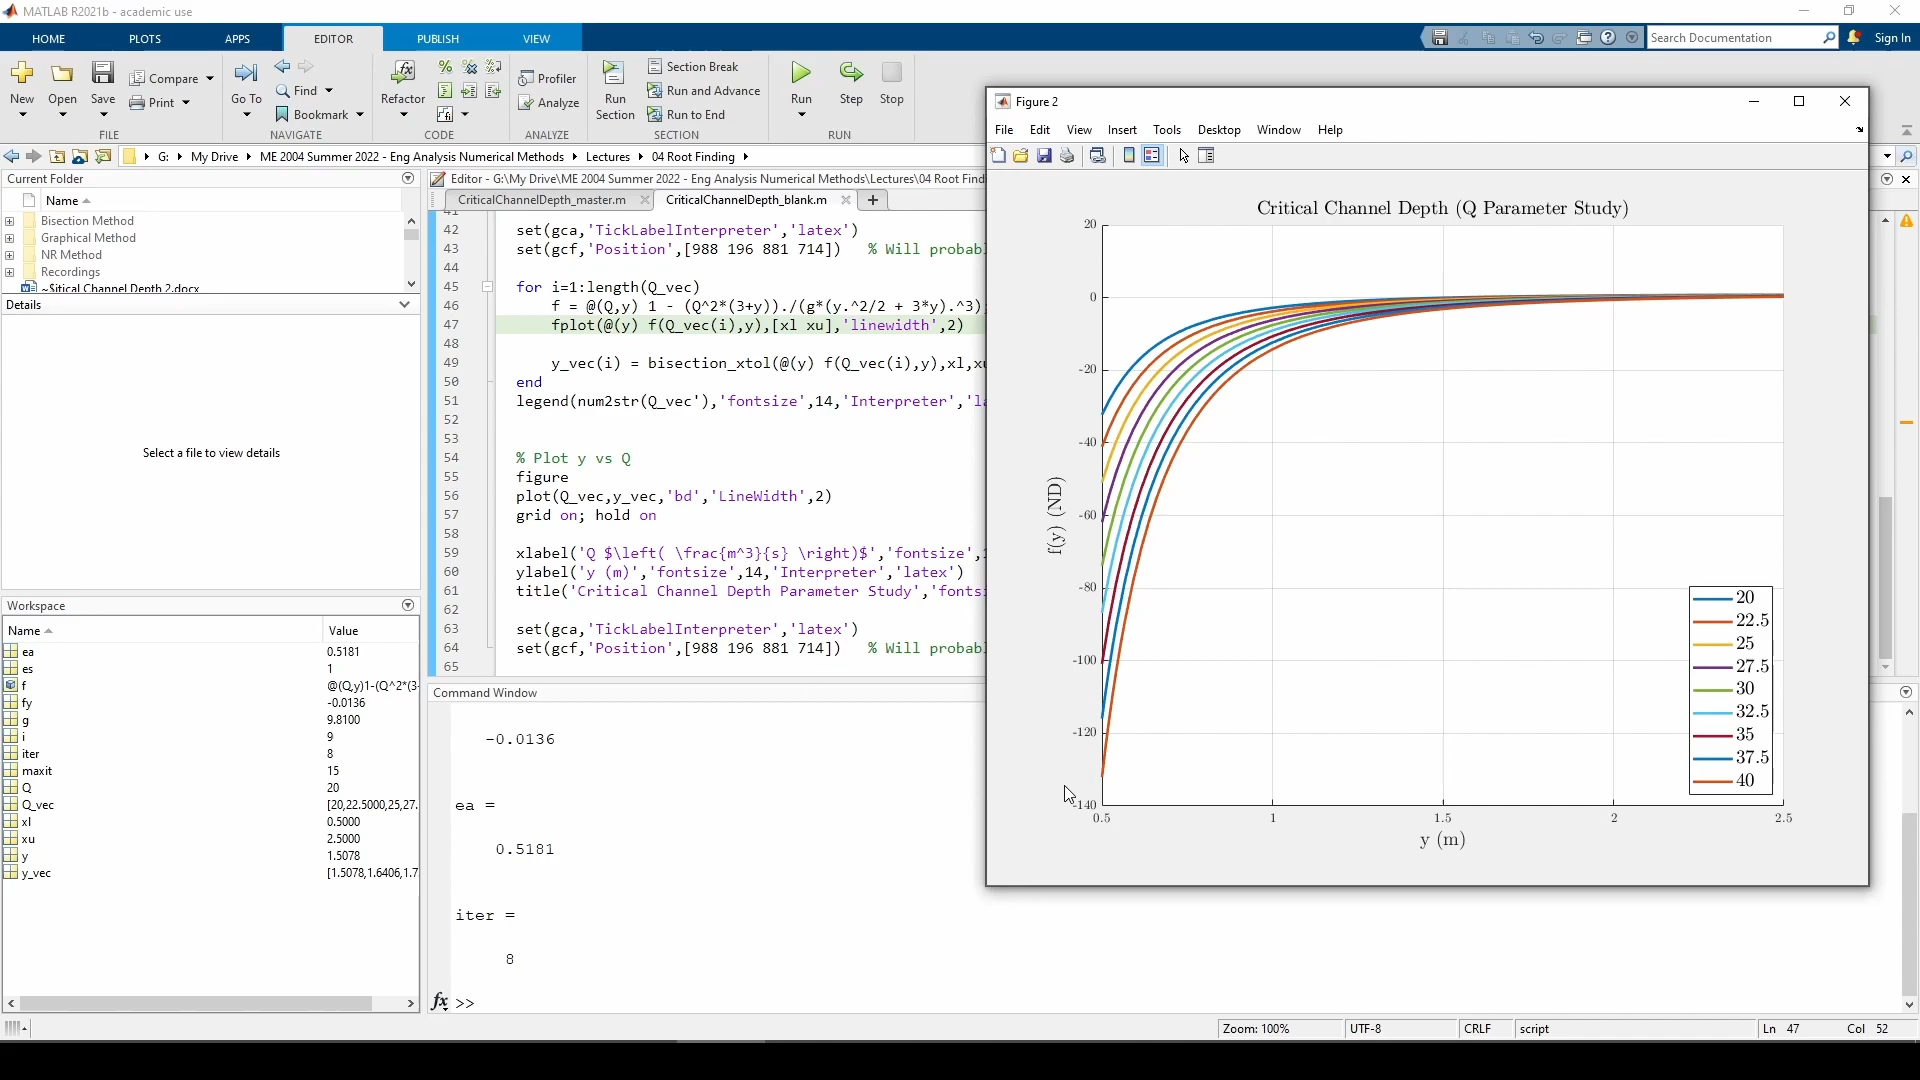 MATLAB R2021b - academic use
HOME PLOTS APPS EDITOR PUBLISH VIEW
Search Documentation Sign In
New Open Save Compare Print
Go To Find Bookmark
Refactor
Profiler Analyze
Run Section
Section Break
Run and Advance
Run to End
Run Step Stop
FILE NAVIGATE CODE ANALYZE SECTION RUN
G: My Drive ME 2004 Summer 2022 - Eng Analysis Numerical Methods Lectures 04 Root Finding
Current Folder
Name
Bisection Method
Graphical Method
NR Method
Recordings
~$itical Channel Depth 2.docx
Details
Select a file to view details
Workspace
Name Value
ea 0.5181
es 1
f @(Q,y)1-(Q^2*(3-
fy -0.0136
g 9.8100
i 9
iter 8
maxit 15
Q 20
Q_vec [20,22.5000,25,27.
xl 0.5000
xu 2.5000
y 1.5078
y_vec [1.5078,1.6406,1.7
Editor - G:\My Drive\ME 2004 Summer 2022 - Eng Analysis Numerical Methods\Lectures\04 Root Find
CriticalChannelDepth_master.m CriticalChannelDepth_blank.m
41
42 set(gca,'TickLabelInterpreter','latex')
43 set(gcf,'Position',[988 196 881 714]) % Will probabl
44
45 for i=1:length(Q_vec)
46 f = @(Q,y) 1 - (Q^2*(3+y))./(g*(y.^2/2 + 3*y).^3);
47 fplot(@(y) f(Q_vec(i),y),[xl xu],'linewidth',2)
48
49 y_vec(i) = bisection_xtol(@(y) f(Q_vec(i),y),xl,xu
50 end
51 legend(num2str(Q_vec'),'fontsize',14,'Interpreter','la
52
53
54 % Plot y vs Q
55 figure
56 plot(Q_vec,y_vec,'bd','LineWidth',2)
57 grid on; hold on
58
59 xlabel('Q $\left( \frac{m^3}{s} \right)$','fontsize',1
60 ylabel('y (m)','fontsize',14,'Interpreter','latex')
61 title('Critical Channel Depth Parameter Study','fonts
62
63 set(gca,'TickLabelInterpreter','latex')
64 set(gcf,'Position',[988 196 881 714]) % Will probabl
65
Command Window
-0.0136
ea =
0.5181
iter =
8
fx >>
Figure 2
File Edit View Insert Tools Desktop Window Help
Critical Channel Depth (Q Parameter Study)
20
0
-20
-40
-60
-80
-100
-120
-140
f(y) (ND)
0.5 1 1.5 2 2.5
y (m)
20
22.5
25
27.5
30
32.5
35
37.5
40
Zoom: 100% UTF-8 CRLF script Ln 47 Col 52